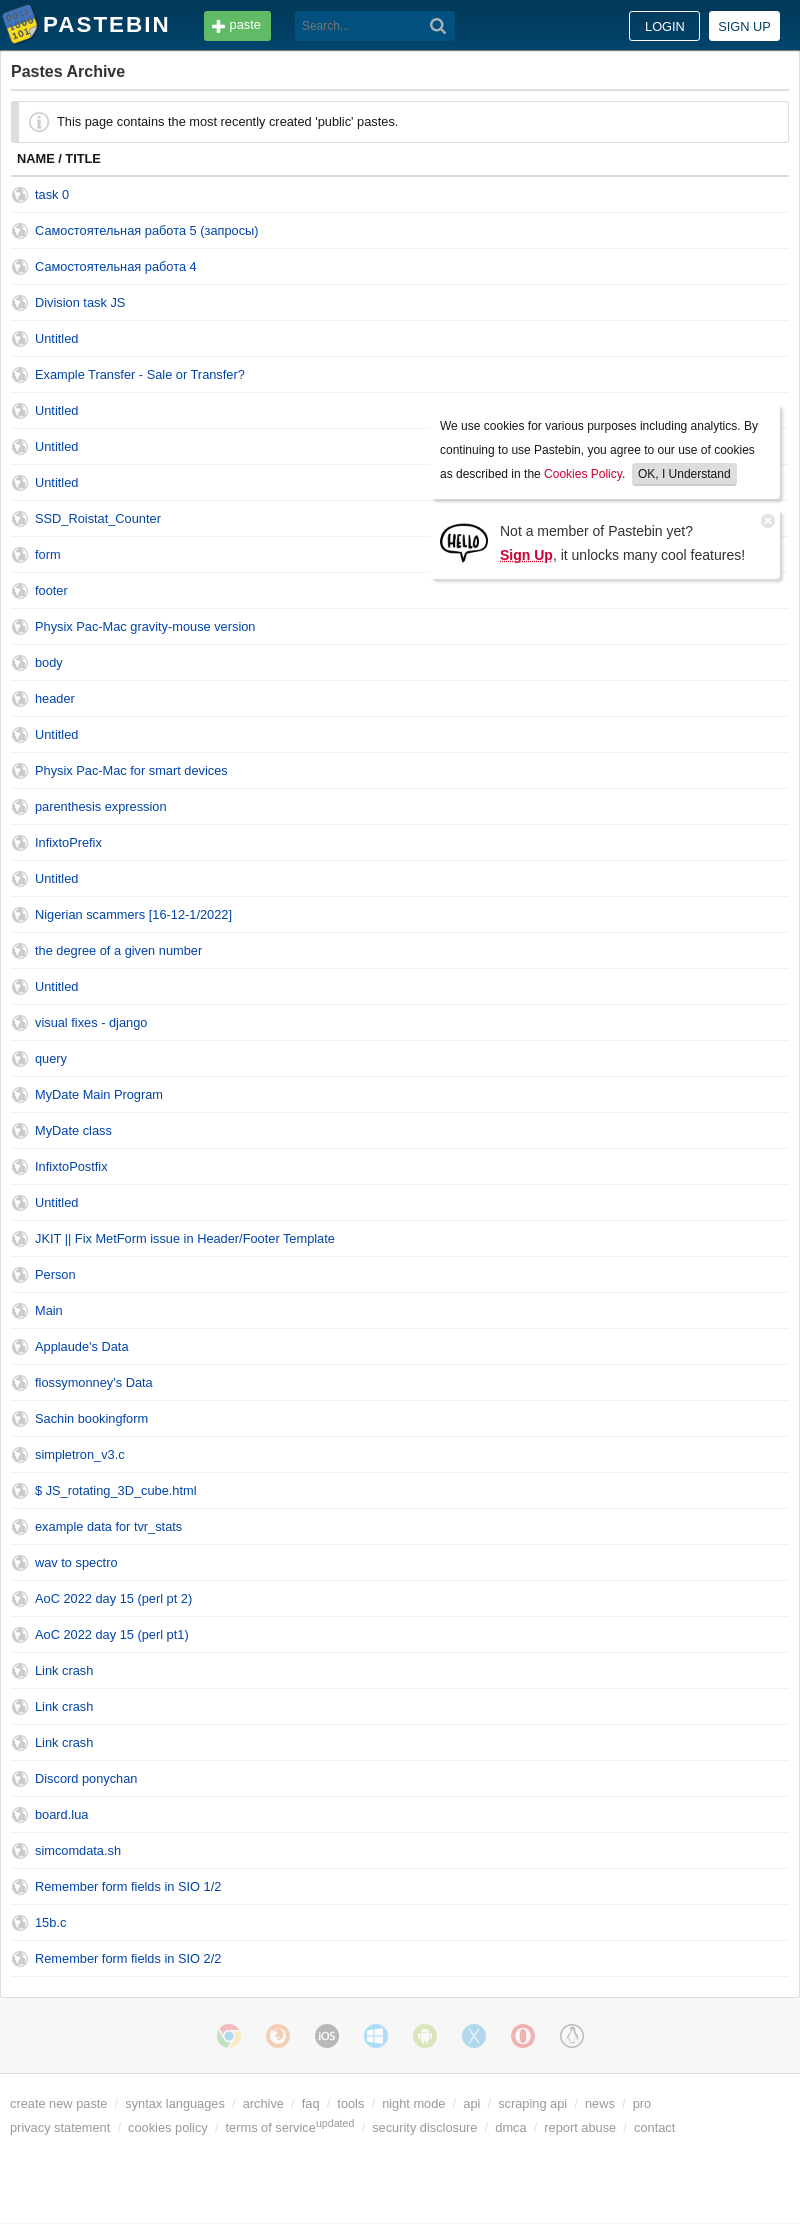 PASTEBIN
paste
Search...
LOGIN
SIGN UP
Pastes Archive
This page contains the most recently created 'public' pastes.
NAME / TITLE
task 0
Самостоятельная работа 5 (запросы)
Самостоятельная работа 4
Division task JS
Untitled
Example Transfer - Sale or Transfer?
Untitled
Untitled
Untitled
SSD_Roistat_Counter
form
footer
Physix Pac-Mac gravity-mouse version
body
header
Untitled
Physix Pac-Mac for smart devices
parenthesis expression
InfixtoPrefix
Untitled
Nigerian scammers [16-12-1/2022]
the degree of a given number
Untitled
visual fixes - django
query
MyDate Main Program
MyDate class
InfixtoPostfix
Untitled
JKIT || Fix MetForm issue in Header/Footer Template
Person
Main
Applaude's Data
flossymonney's Data
Sachin bookingform
simpletron_v3.c
$ JS_rotating_3D_cube.html
example data for tvr_stats
wav to spectro
AoC 2022 day 15 (perl pt 2)
AoC 2022 day 15 (perl pt1)
Link crash
Link crash
Link crash
Discord ponychan
board.lua
simcomdata.sh
Remember form fields in SIO 1/2
15b.c
Remember form fields in SIO 2/2
We use cookies for various purposes including analytics. By
continuing to use Pastebin, you agree to our use of cookies
as described in the Cookies Policy. OK, I Understand
HELLO
Not a member of Pastebin yet?
Sign Up, it unlocks many cool features!
iOS
create new paste / syntax languages / archive / faq / tools / night mode / api / scraping api / news / pro
privacy statement / cookies policy / terms of service updated / security disclosure / dmca / report abuse / contact